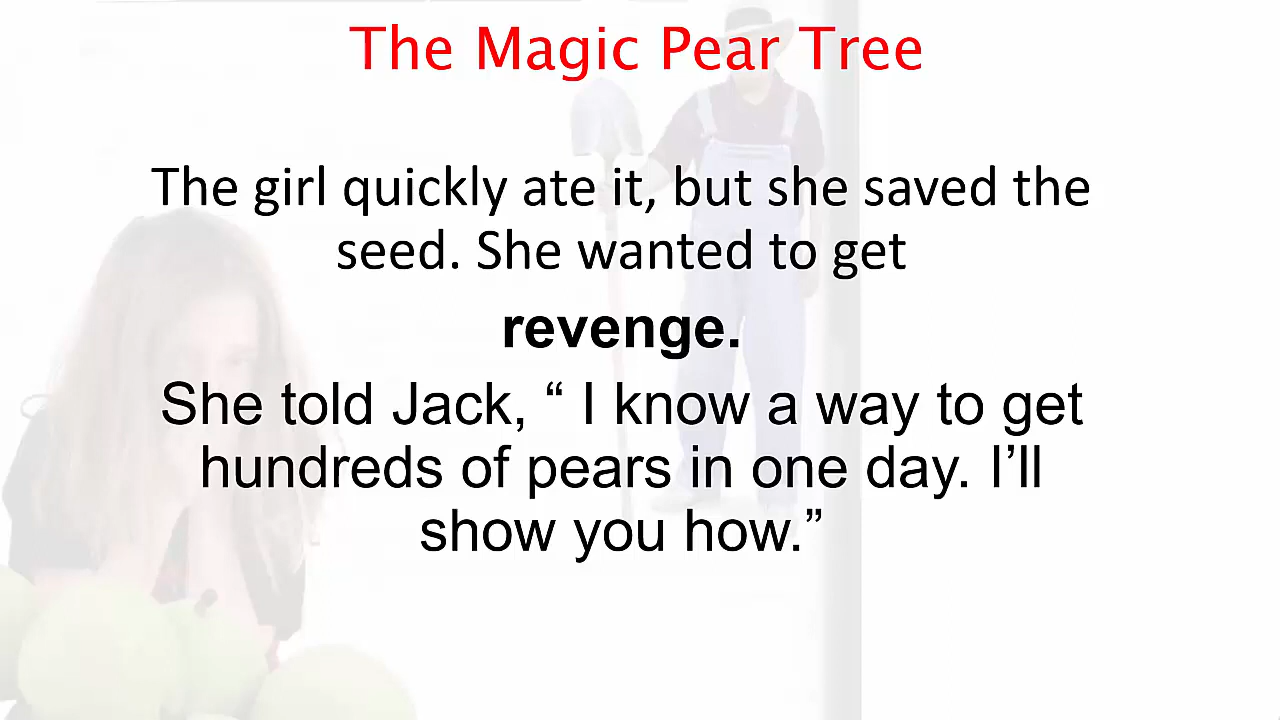 The Magic Pear Tree
The girl quickly ate it, but she saved the
seed. She wanted to get
revenge.
She told Jack, “ I know a way to get
hundreds of pears in one day. I’ll
show you how.”